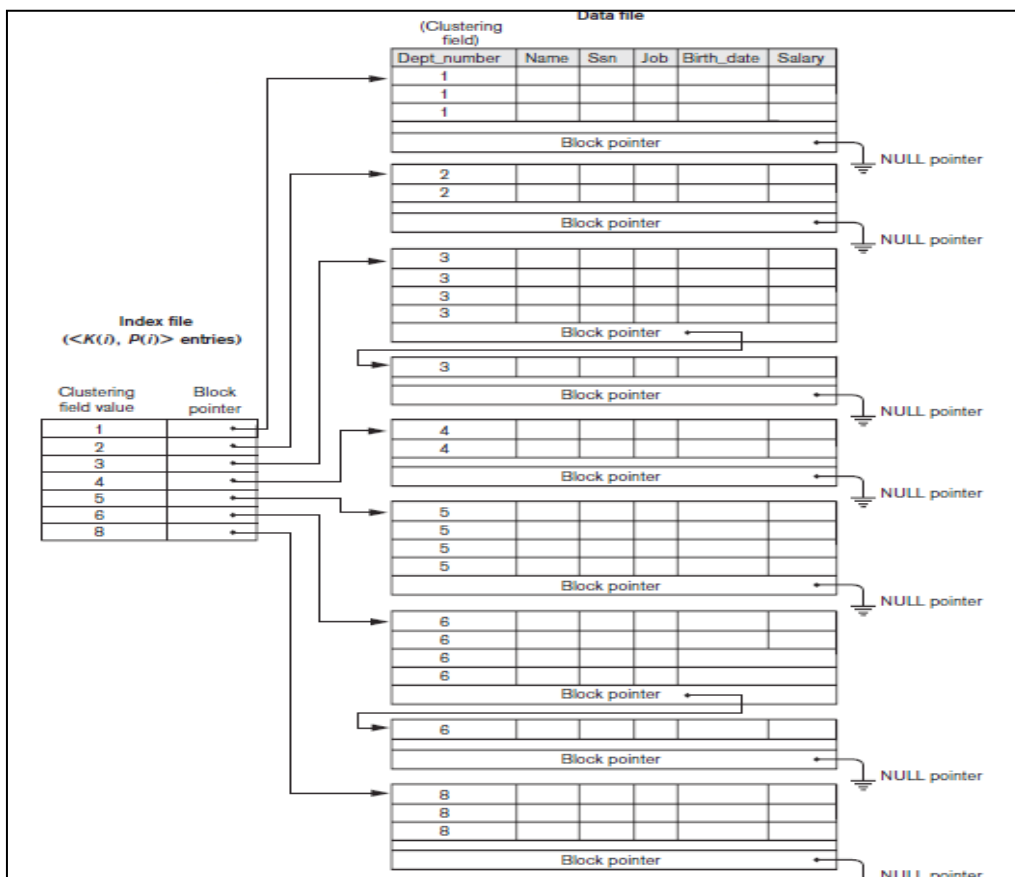 Data file
(Clustering
field)
Dept_number Name Ssn Job Birth_date Salary
1
1
1
Block pointer
NULL pointer
2
2
Block pointer
NULL pointer
3
3
3
3
Block pointer
3
Block pointer
NULL pointer
Index file
(<K(i), P(i)> entries)
Clustering Block
field value pointer
1
2
3
4
5
6
8
4
4
Block pointer
NULL pointer
5
5
5
5
Block pointer
NULL pointer
6
6
6
6
Block pointer
6
Block pointer
NULL pointer
8
8
8
Block pointer
NULL pointer